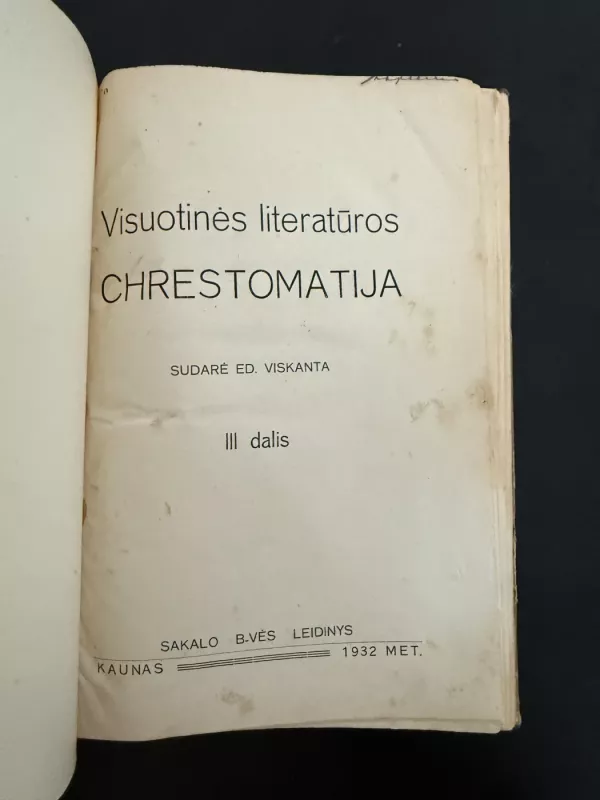 Visuotinės literatūros
CHRESTOMATIJA
SUDARĖ ED. VISKANTA
III dalis
SAKALO B-VĖS LEIDINYS
KAUNAS 1932 MET.